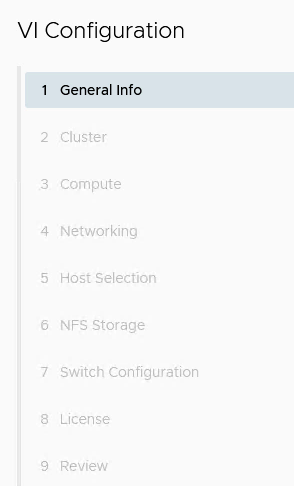 VI Configuration
1 General Info
2 Cluster
3 Compute
4 Networking
5 Host Selection
6 NFS Storage
7 Switch Configuration
8 License
9 Review